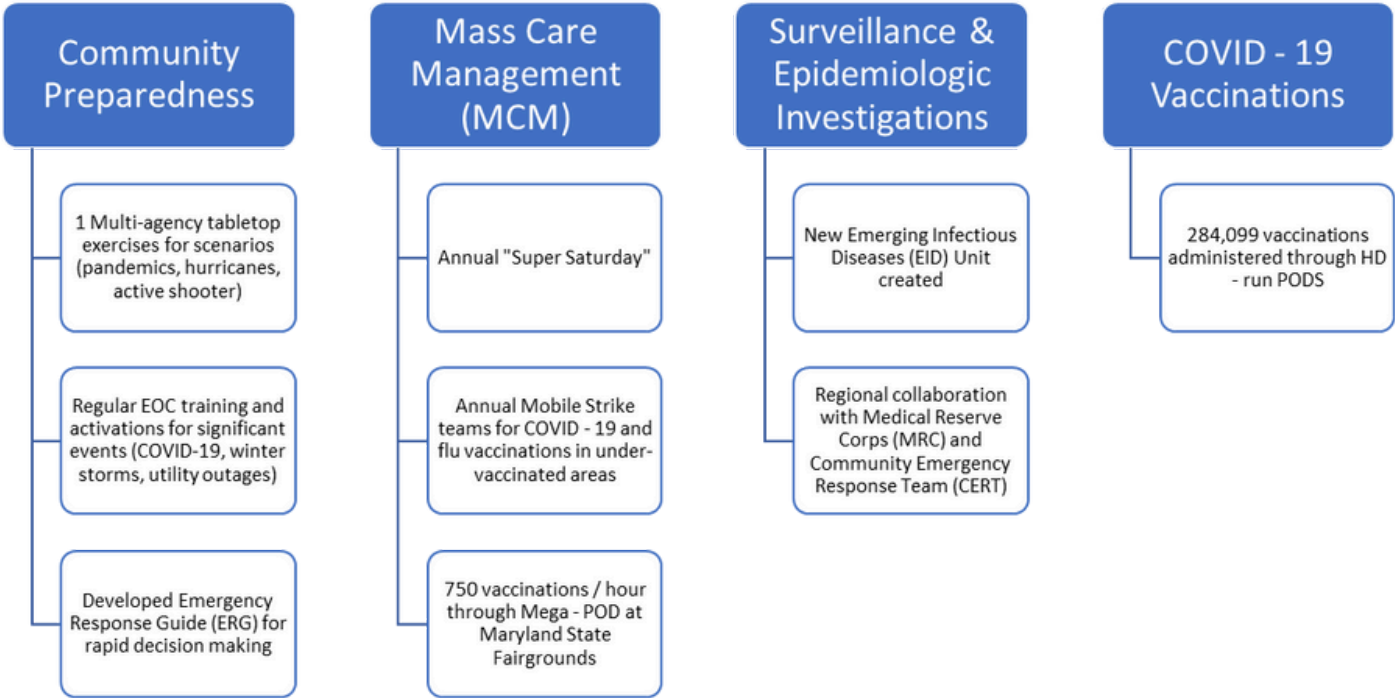 Community
Preparedness
1 Multi-agency tabletop
exercises for scenarios
(pandemics, hurricanes,
active shooter)
Regular EOC training and
activations for significant
events (COVID-19, winter
storms, utility outages)
Developed Emergency
Response Guide (ERG) for
rapid decision making
Mass Care
Management
(MCM)
Annual "Super Saturday"
Annual Mobile Strike
teams for COVID - 19 and
flu vaccinations in under-
vaccinated areas
750 vaccinations / hour
through Mega - POD at
Maryland State
Fairgrounds
Surveillance &
Epidemiologic
Investigations
New Emerging Infectious
Diseases (EID) Unit
created
Regional collaboration
with Medical Reserve
Corps (MRC) and
Community Emergency
Response Team (CERT)
COVID - 19
Vaccinations
284,099 vaccinations
administered through HD
- run PODS